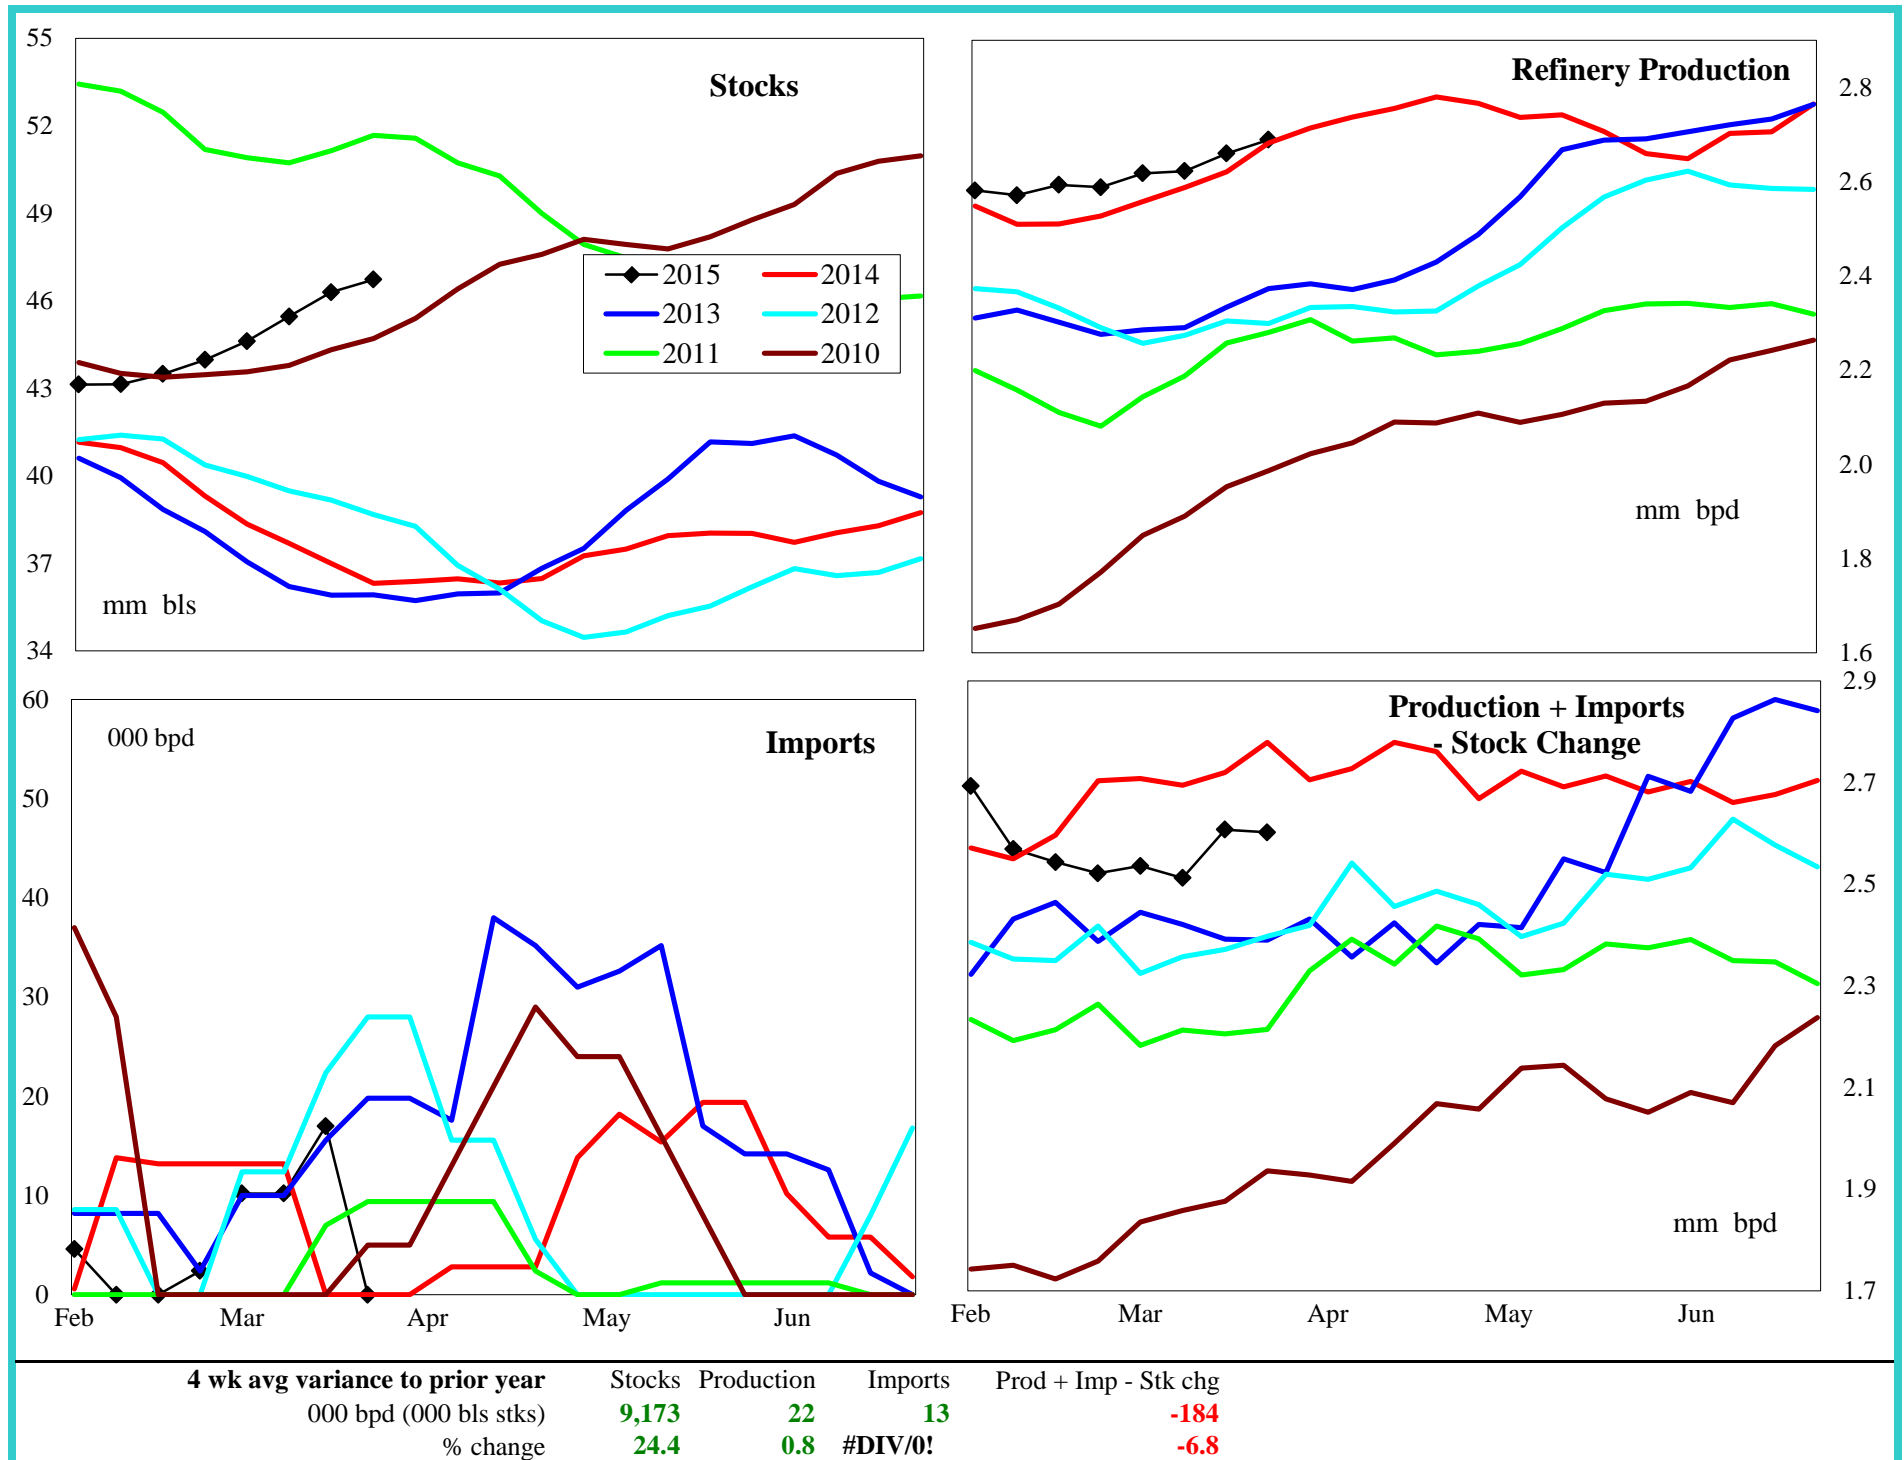 Stocks
55
52
49
46
43
40
37
34
mm bls
2015 2014
2013 2012
2011 2010
Refinery Production
2.8
2.6
2.4
2.2
2.0
1.8
1.6
mm bpd
Imports
000 bpd
60
50
40
30
20
10
0
Feb Mar Apr May Jun
Production + Imports
- Stock Change
2.9
2.7
2.5
2.3
2.1
1.9
1.7
mm bpd
Feb Mar Apr May Jun
4 wk avg variance to prior year Stocks Production Imports Prod + Imp - Stk chg
000 bpd (000 bls stks) 9,173 22 13 -184
% change 24.4 0.8 #DIV/0! -6.8